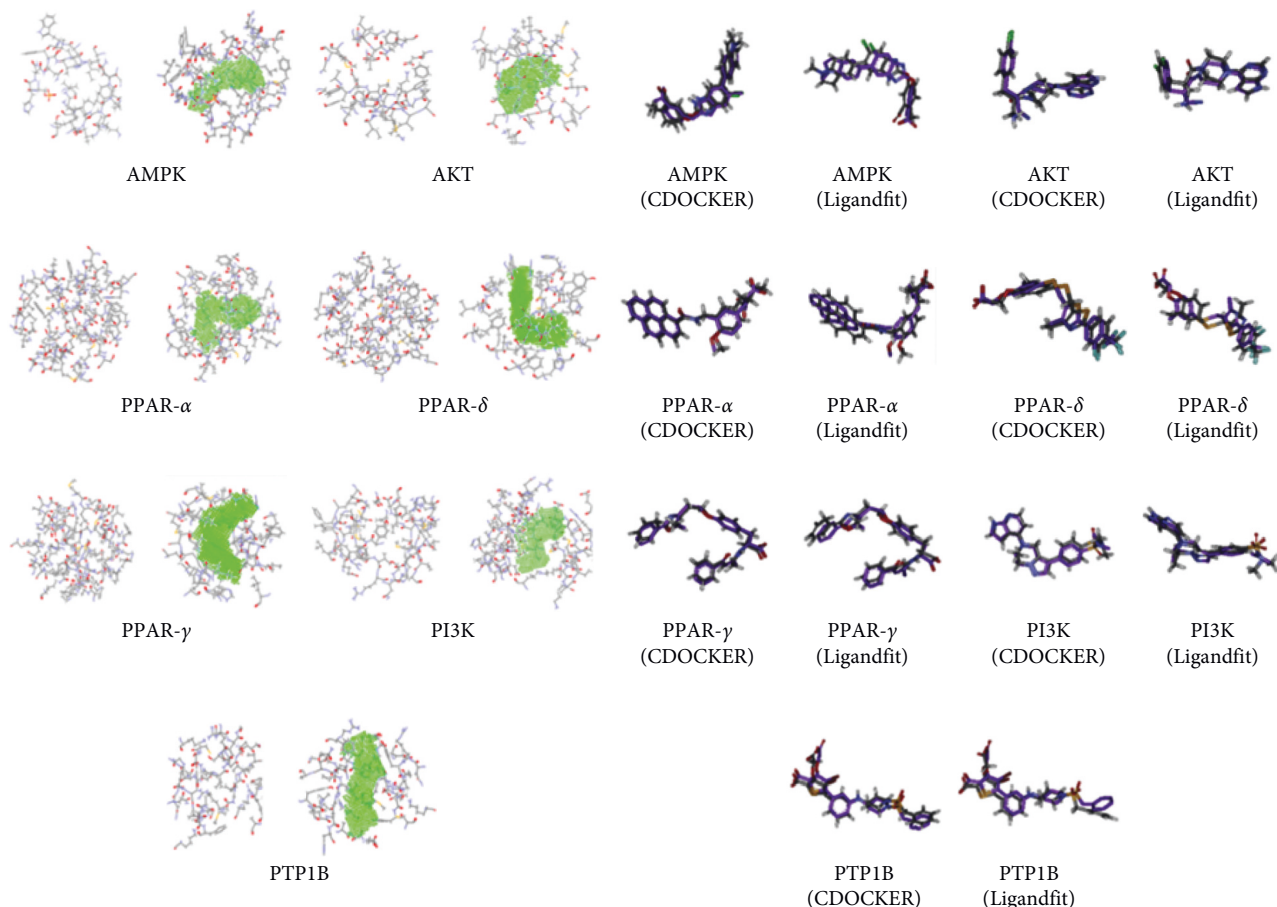 AMPK
AKT
AMPK
(CDOCKER)
AMPK
(Ligandfit)
AKT
(CDOCKER)
AKT
(Ligandfit)
PPAR-α
PPAR-δ
PPAR-α
(CDOCKER)
PPAR-α
(Ligandfit)
PPAR-δ
(CDOCKER)
PPAR-δ
(Ligandfit)
PPAR-γ
PI3K
PPAR-γ
(CDOCKER)
PPAR-γ
(Ligandfit)
PI3K
(CDOCKER)
PI3K
(Ligandfit)
PTP1B
PTP1B
(CDOCKER)
PTP1B
(Ligandfit)